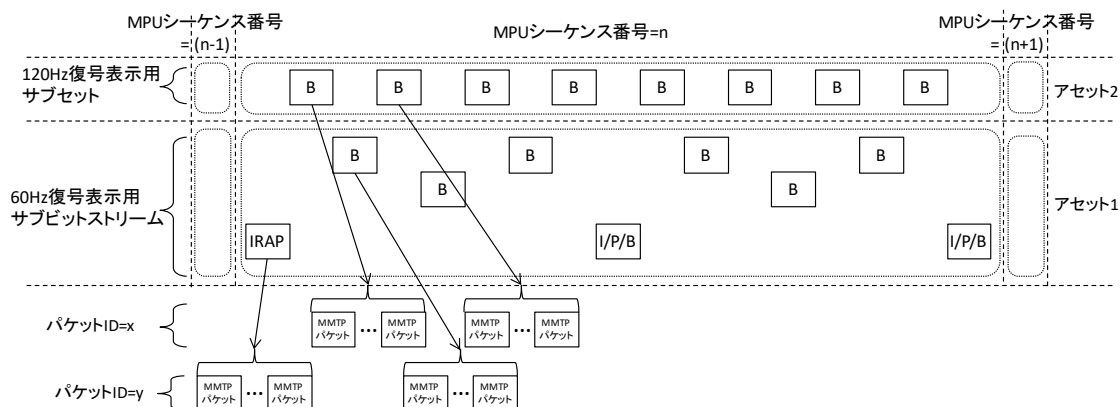 MPUシーケンス番号
= (n-1)
MPUシーケンス番号=n
MPUシーケンス番号
= (n+1)
120Hz復号表示用
サブセット
B B B B B B B B
アセット2
B B B B
B B
60Hz復号表示用
サブビットストリーム
アセット1
IRAP I/P/B I/P/B
パケットID=x
MMTP
パケット
...
MMTP
パケット
MMTP
パケット
...
MMTP
パケット
パケットID=y
MMTP
パケット
...
MMTP
パケット
MMTP
パケット
...
MMTP
パケット